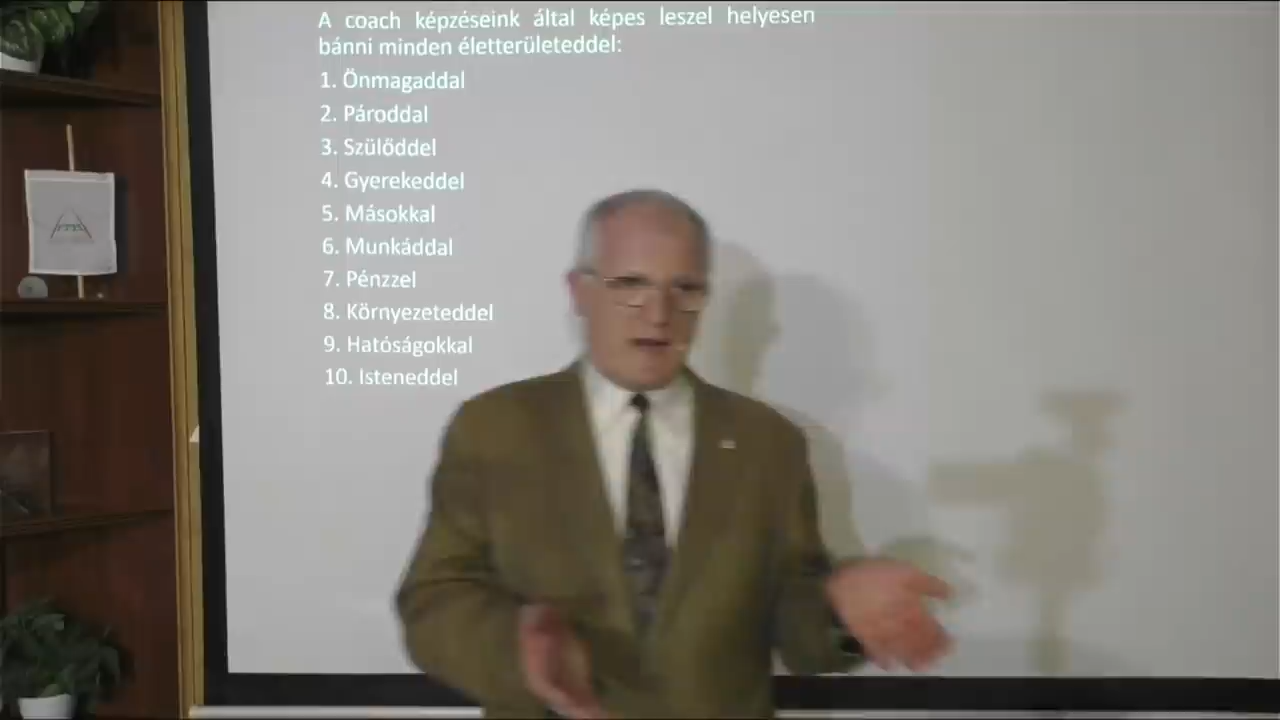 A coach képzéseink által képes leszel helyesen
bánni minden életterületeddel:
1. Önmagaddal
2. Pároddal
3. Szülőddel
4. Gyerekeddel
5. Másokkal
6. Munkáddal
7. Pénzzel
8. Környezeteddel
9. Hatóságokkal
10. Isteneddel